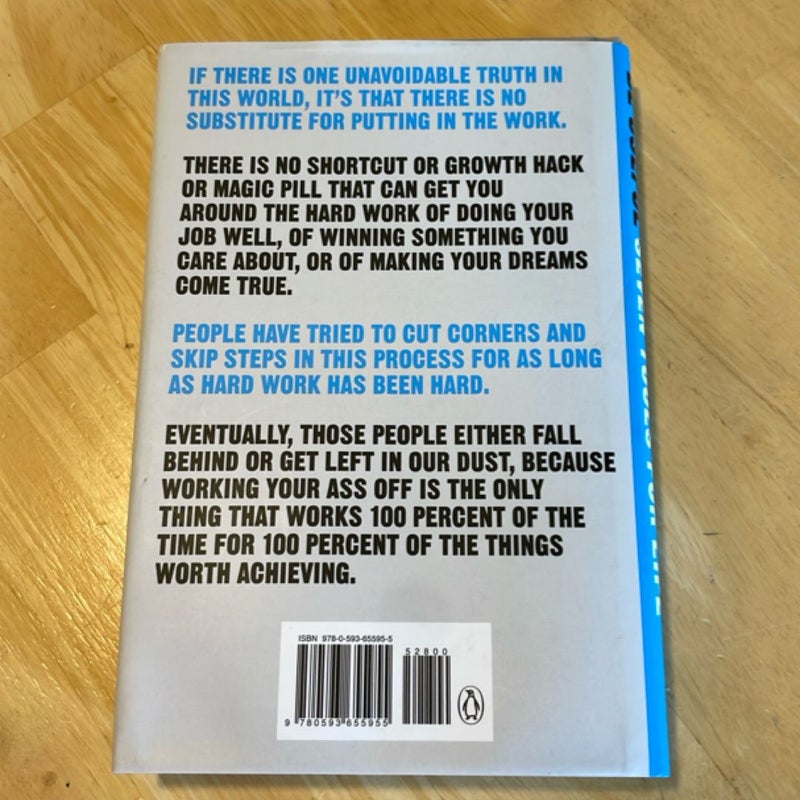 IF THERE IS ONE UNAVOIDABLE TRUTH IN
THIS WORLD, IT'S THAT THERE IS NO
SUBSTITUTE FOR PUTTING IN THE WORK.
THERE IS NO SHORTCUT OR GROWTH HACK
OR MAGIC PILL THAT CAN GET YOU
AROUND THE HARD WORK OF DOING YOUR
JOB WELL, OF WINNING SOMETHING YOU
CARE ABOUT, OR OF MAKING YOUR DREAMS
COME TRUE.
PEOPLE HAVE TRIED TO CUT CORNERS AND
SKIP STEPS IN THIS PROCESS FOR AS LONG
AS HARD WORK HAS BEEN HARD.
EVENTUALLY, THOSE PEOPLE EITHER FALL
BEHIND OR GET LEFT IN OUR DUST, BECAUSE
WORKING YOUR ASS OFF IS THE ONLY
THING THAT WORKS 100 PERCENT OF THE
TIME FOR 100 PERCENT OF THE THINGS
WORTH ACHIEVING.
ISBN 978-0-593-65595-5
52800
9 780593 655955
BE USEFUL SEVEN TOOLS FOR LIFE